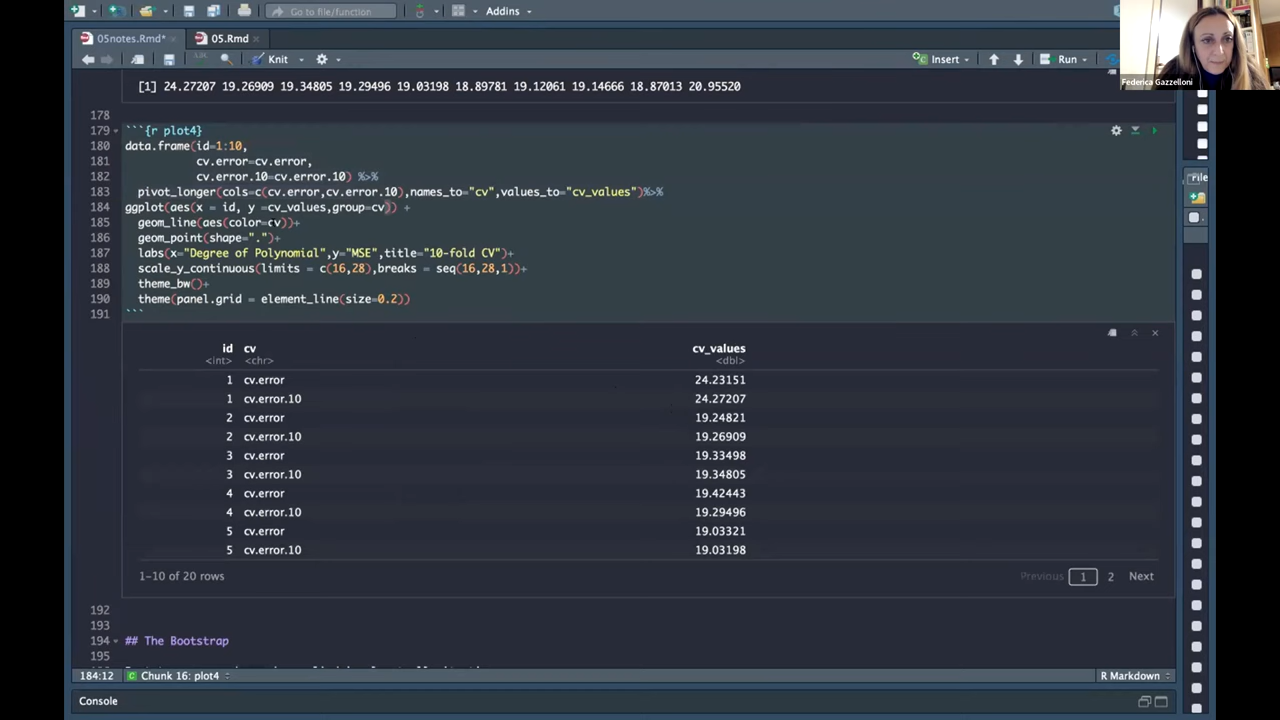 Go to file/function
Addins
05notes.Rmd*
05.Rmd
Knit
Insert
Run
Federica Gazzelloni
[1] 24.27207 19.26909 19.34805 19.29496 19.03198 18.89781 19.12061 19.14666 18.87013 20.95520
178
179 ```{r plot4}
180 data.frame(id=1:10,
181 cv.error=cv.error,
182 cv.error.10=cv.error.10) %>%
183 pivot_longer(cols=c(cv.error,cv.error.10),names_to="cv",values_to="cv_values")%>%
184 ggplot(aes(x = id, y =cv_values,group=cv)) +
185 geom_line(aes(color=cv))+
186 geom_point(shape=".")+
187 labs(x="Degree of Polynomial",y="MSE",title="10-fold CV")+
188 scale_y_continuous(limits = c(16,28),breaks = seq(16,28,1))+
189 theme_bw()+
190 theme(panel.grid = element_line(size=0.2))
191 ```
File
id cv cv_values
<int> <chr> <dbl>
1 cv.error 24.23151
1 cv.error.10 24.27207
2 cv.error 19.24821
2 cv.error.10 19.26909
3 cv.error 19.33498
3 cv.error.10 19.34805
4 cv.error 19.42443
4 cv.error.10 19.29496
5 cv.error 19.03321
5 cv.error.10 19.03198
1-10 of 20 rows
Previous 1 2 Next
192
193
194 ## The Bootstrap
195
184:12 Chunk 16: plot4 R Markdown
Console